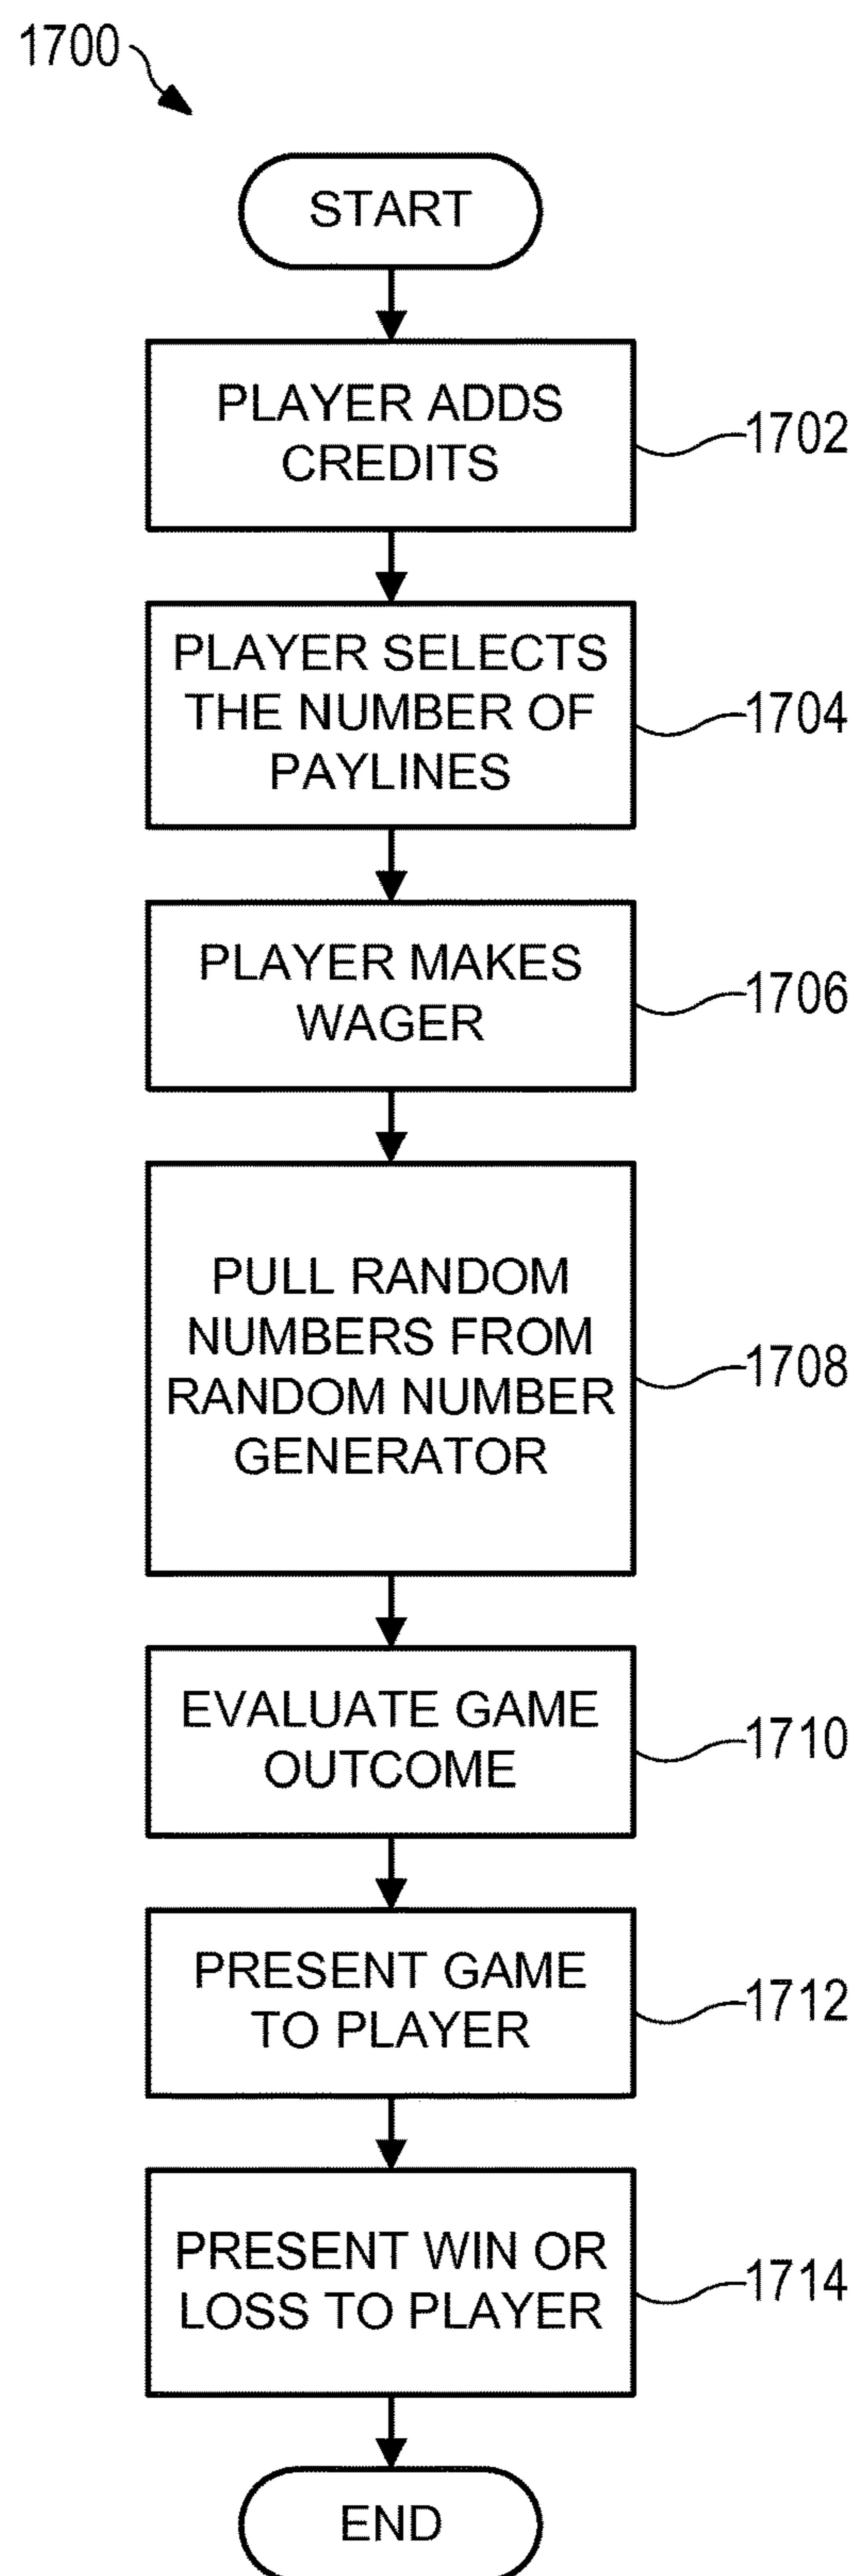 1700
START
PLAYER ADDS
CREDITS
1702
PLAYER SELECTS
THE NUMBER OF
PAYLINES
1704
PLAYER MAKES
WAGER
1706
PULL RANDOM
NUMBERS FROM
RANDOM NUMBER
GENERATOR
1708
EVALUATE GAME
OUTCOME
1710
PRESENT GAME
TO PLAYER
1712
PRESENT WIN OR
LOSS TO PLAYER
1714
END